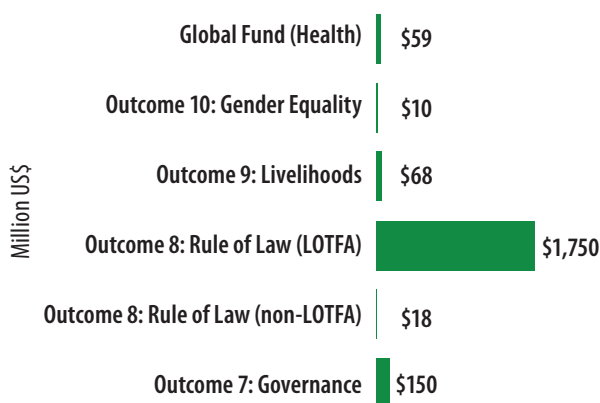 Global Fund (Health) $59
Outcome 10: Gender Equality $10
Outcome 9: Livelihoods $68
Million US$
Outcome 8: Rule of Law (LOTFA) $1,750
Outcome 8: Rule of Law (non-LOTFA) $18
Outcome 7: Governance $150